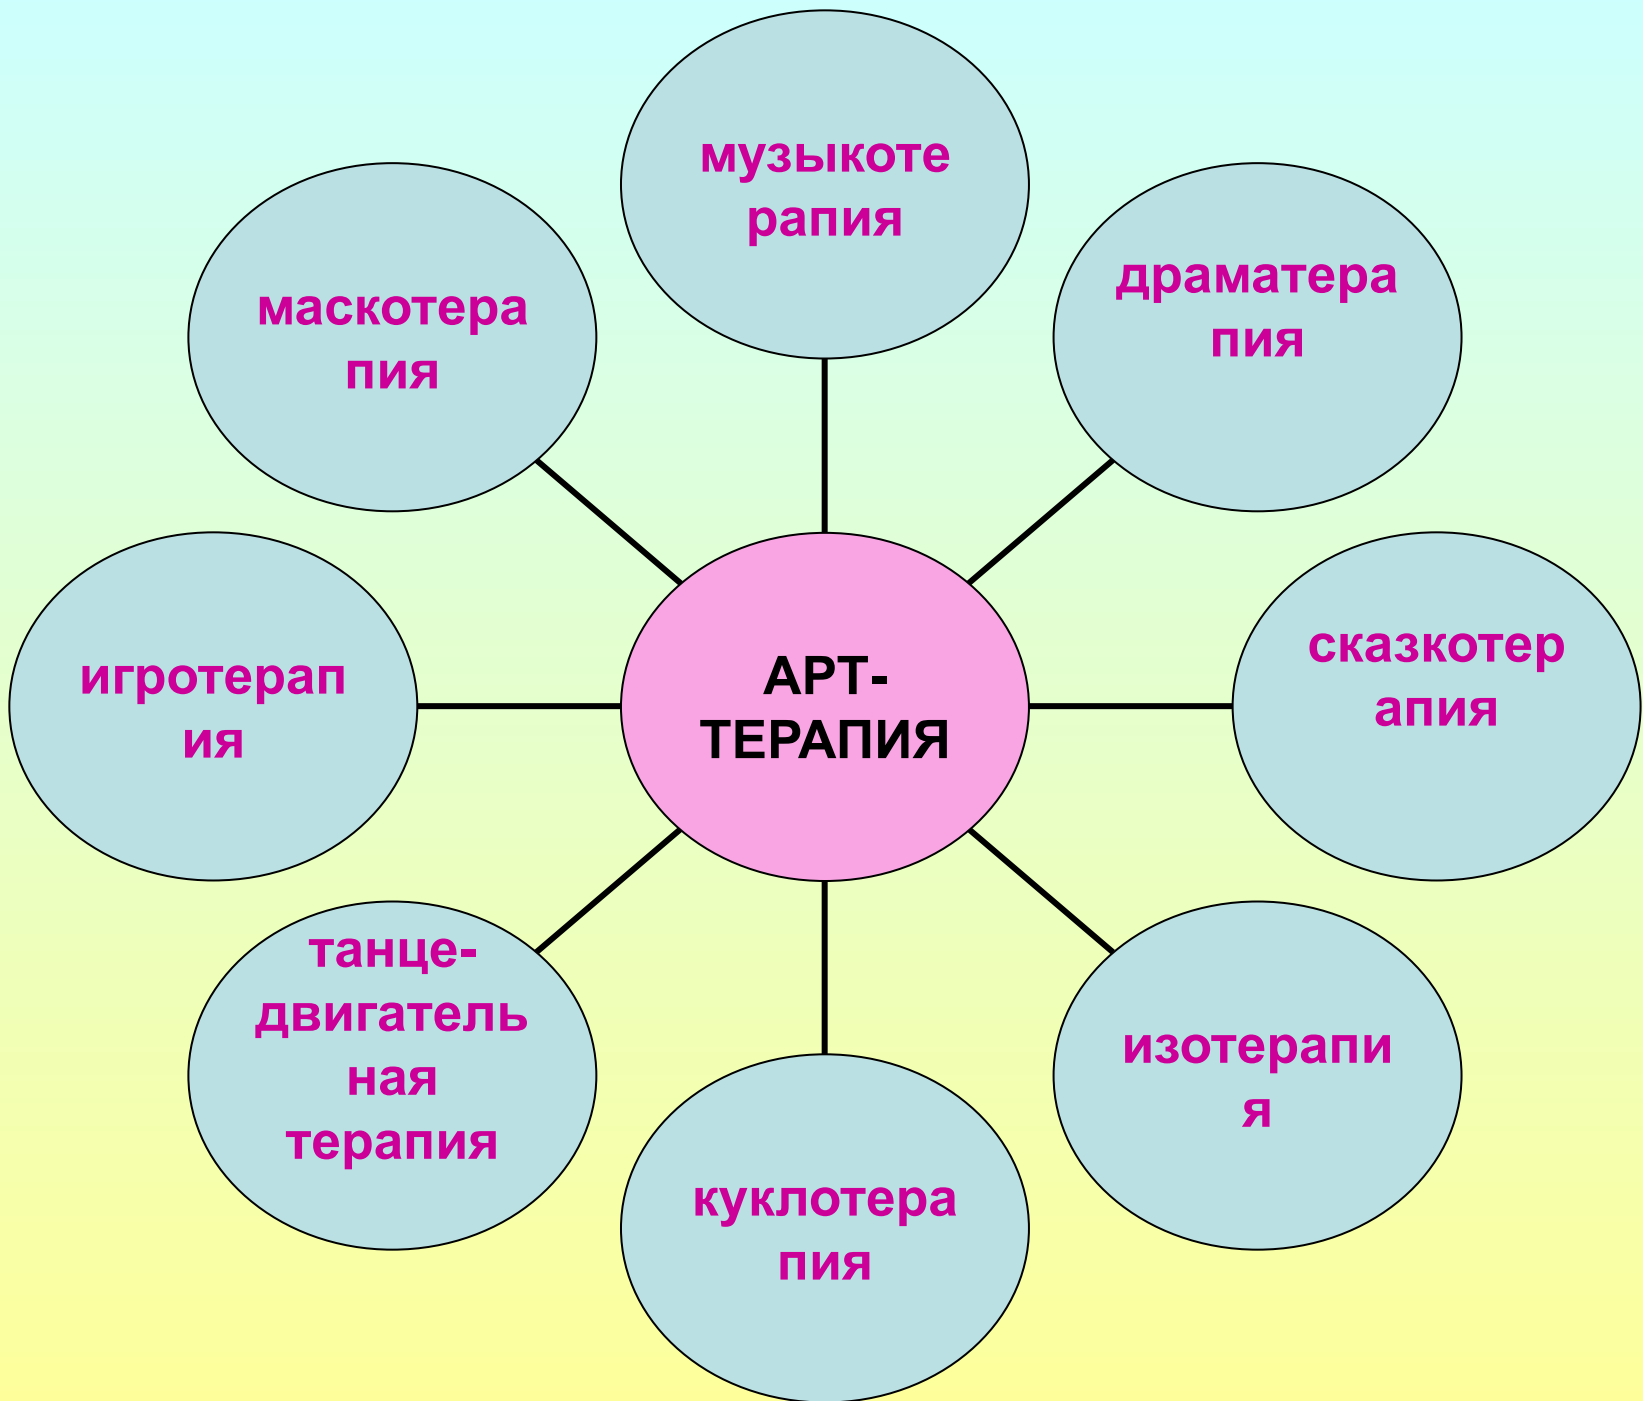 музыкоте
рапия
драматера
пия
сказкотер
апия
изотерапи
я
куклотера
пия
танце-
двигатель
ная
терапия
игротерап
ия
маскотера
пия
АРТ-
ТЕРАПИЯ